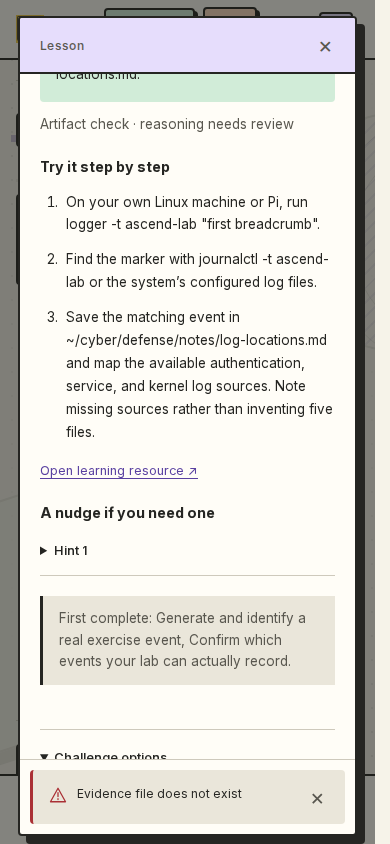 Lesson
locations.md.
Artifact check · reasoning needs review
Try it step by step
1. On your own Linux machine or Pi, run
logger -t ascend-lab "first breadcrumb".
2. Find the marker with journalctl -t ascend-
lab or the system’s configured log files.
3. Save the matching event in
~/cyber/defense/notes/log-locations.md
and map the available authentication,
service, and kernel log sources. Note
missing sources rather than inventing five
files.
Open learning resource ↗
A nudge if you need one
Hint 1
First complete: Generate and identify a
real exercise event, Confirm which
events your lab can actually record.
Challenge options
Evidence file does not exist